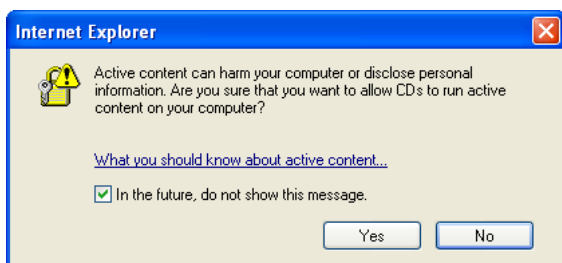 Internet Explorer
Active content can harm your computer or disclose personal
information. Are you sure that you want to allow CDs to run active
content on your computer?
What you should know about active content...
In the future, do not show this message.
Yes No